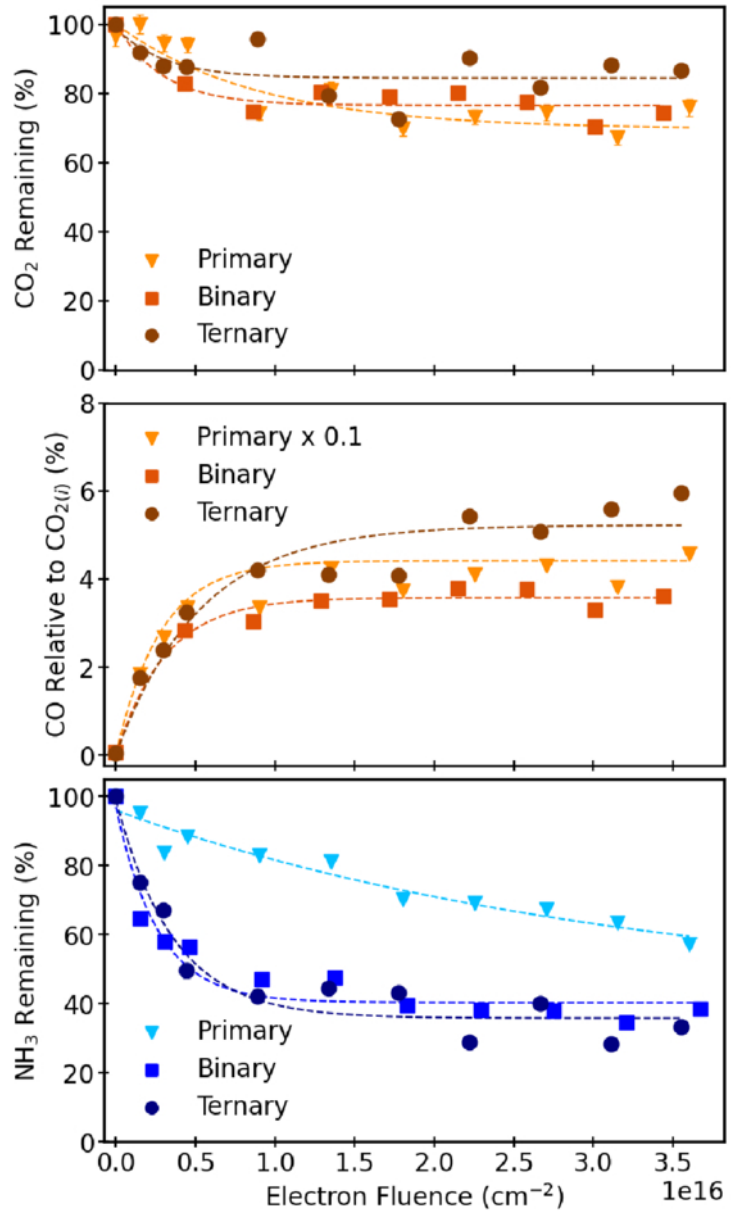 100
80
60
40
20
0
CO₂ Remaining (%)
Primary
Binary
Ternary
8
6
4
2
0
CO Relative to CO₂₍ᵢ₎ (%)
Primary x 0.1
Binary
Ternary
100
80
60
40
20
0
NH₃ Remaining (%)
Primary
Binary
Ternary
0.0 0.5 1.0 1.5 2.0 2.5 3.0 3.5
1e16
Electron Fluence (cm⁻²)